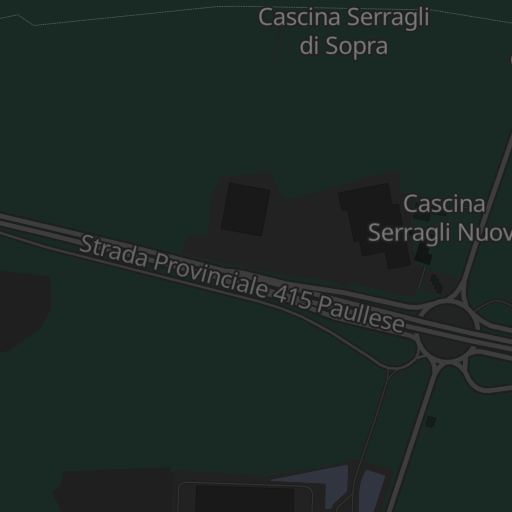 Cascina Serragli
di Sopra
Cascina
Serragli Nuov
Strada Provinciale 415 Paullese